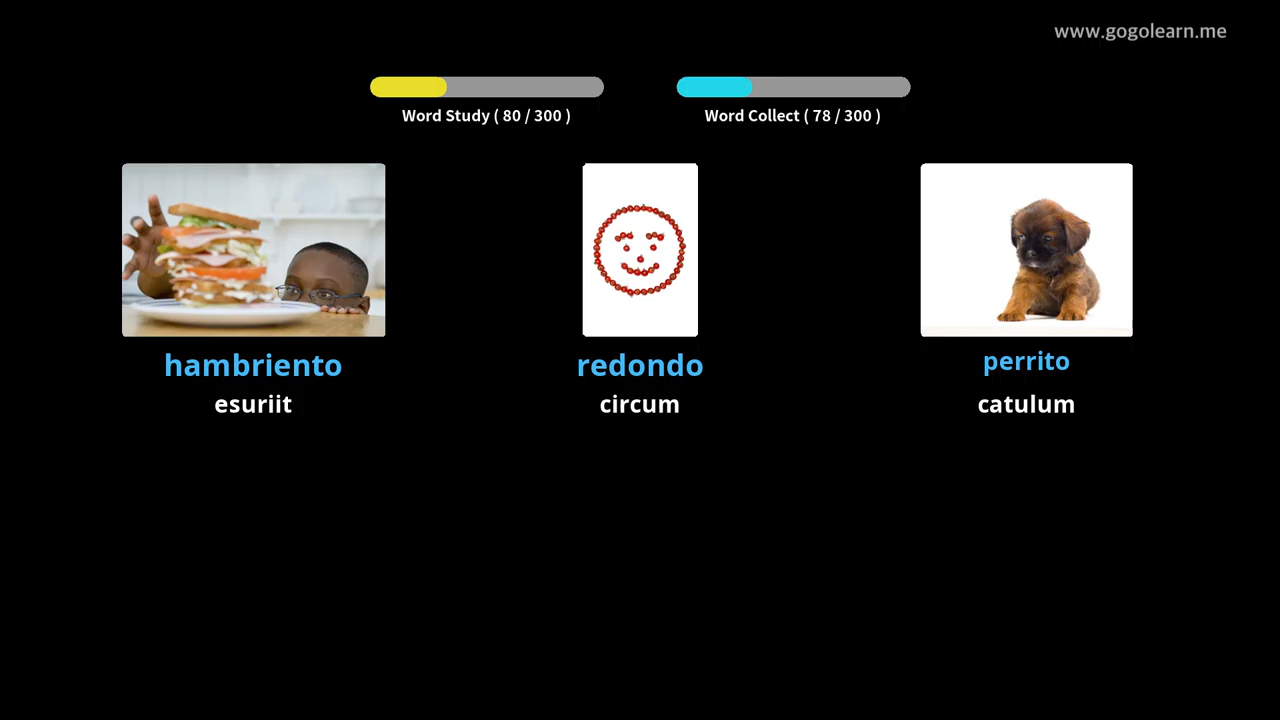 www.gogolearn.me
Word Study ( 80 / 300 )
Word Collect ( 78 / 300 )
hambriento
redondo
perrito
esuriit
circum
catulum